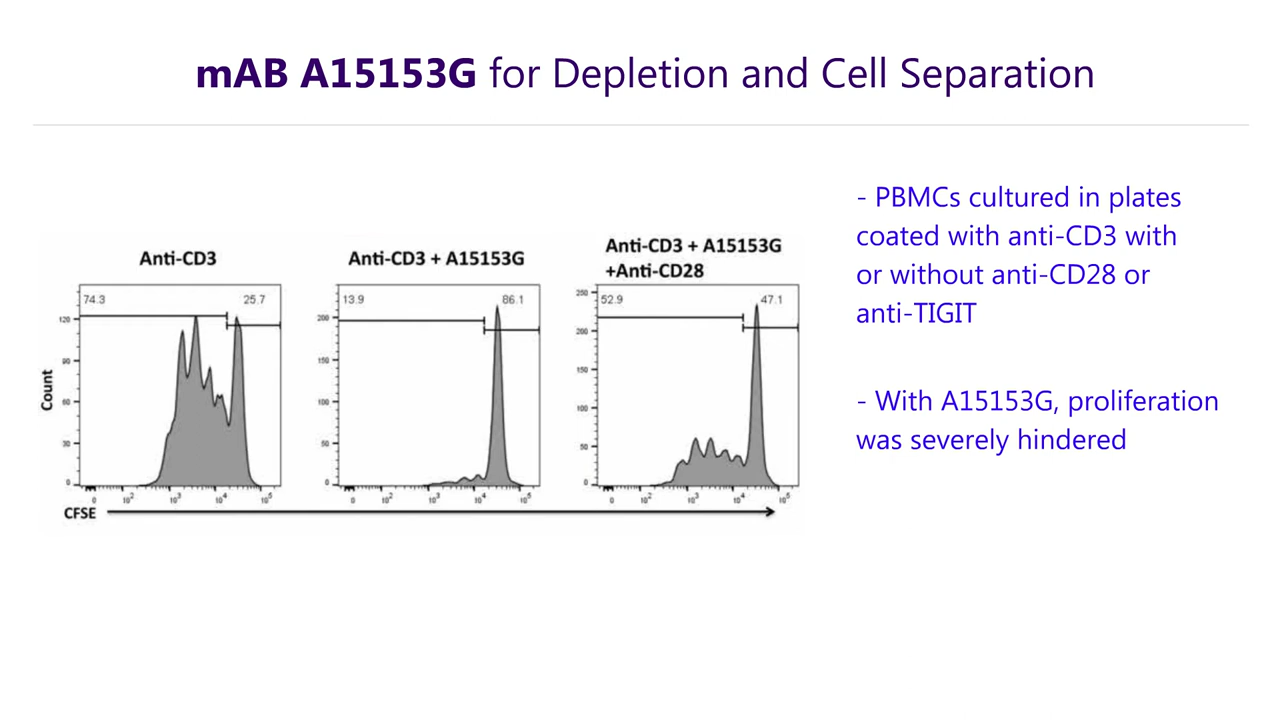 mAB A15153G for Depletion and Cell Separation
Anti-CD3
Anti-CD3 + A15153G
Anti-CD3 + A15153G
+Anti-CD28
74.3 25.7
13.9 86.1
52.9 47.1
Count
120
90
60
30
0
200
150
100
50
0
250
200
150
100
50
0
0 10² 10³ 10⁴ 10⁵
0 10² 10³ 10⁴ 10⁵
0 10² 10³ 10⁴ 10⁵
CFSE
- PBMCs cultured in plates
coated with anti-CD3 with
or without anti-CD28 or
anti-TIGIT
- With A15153G, proliferation
was severely hindered